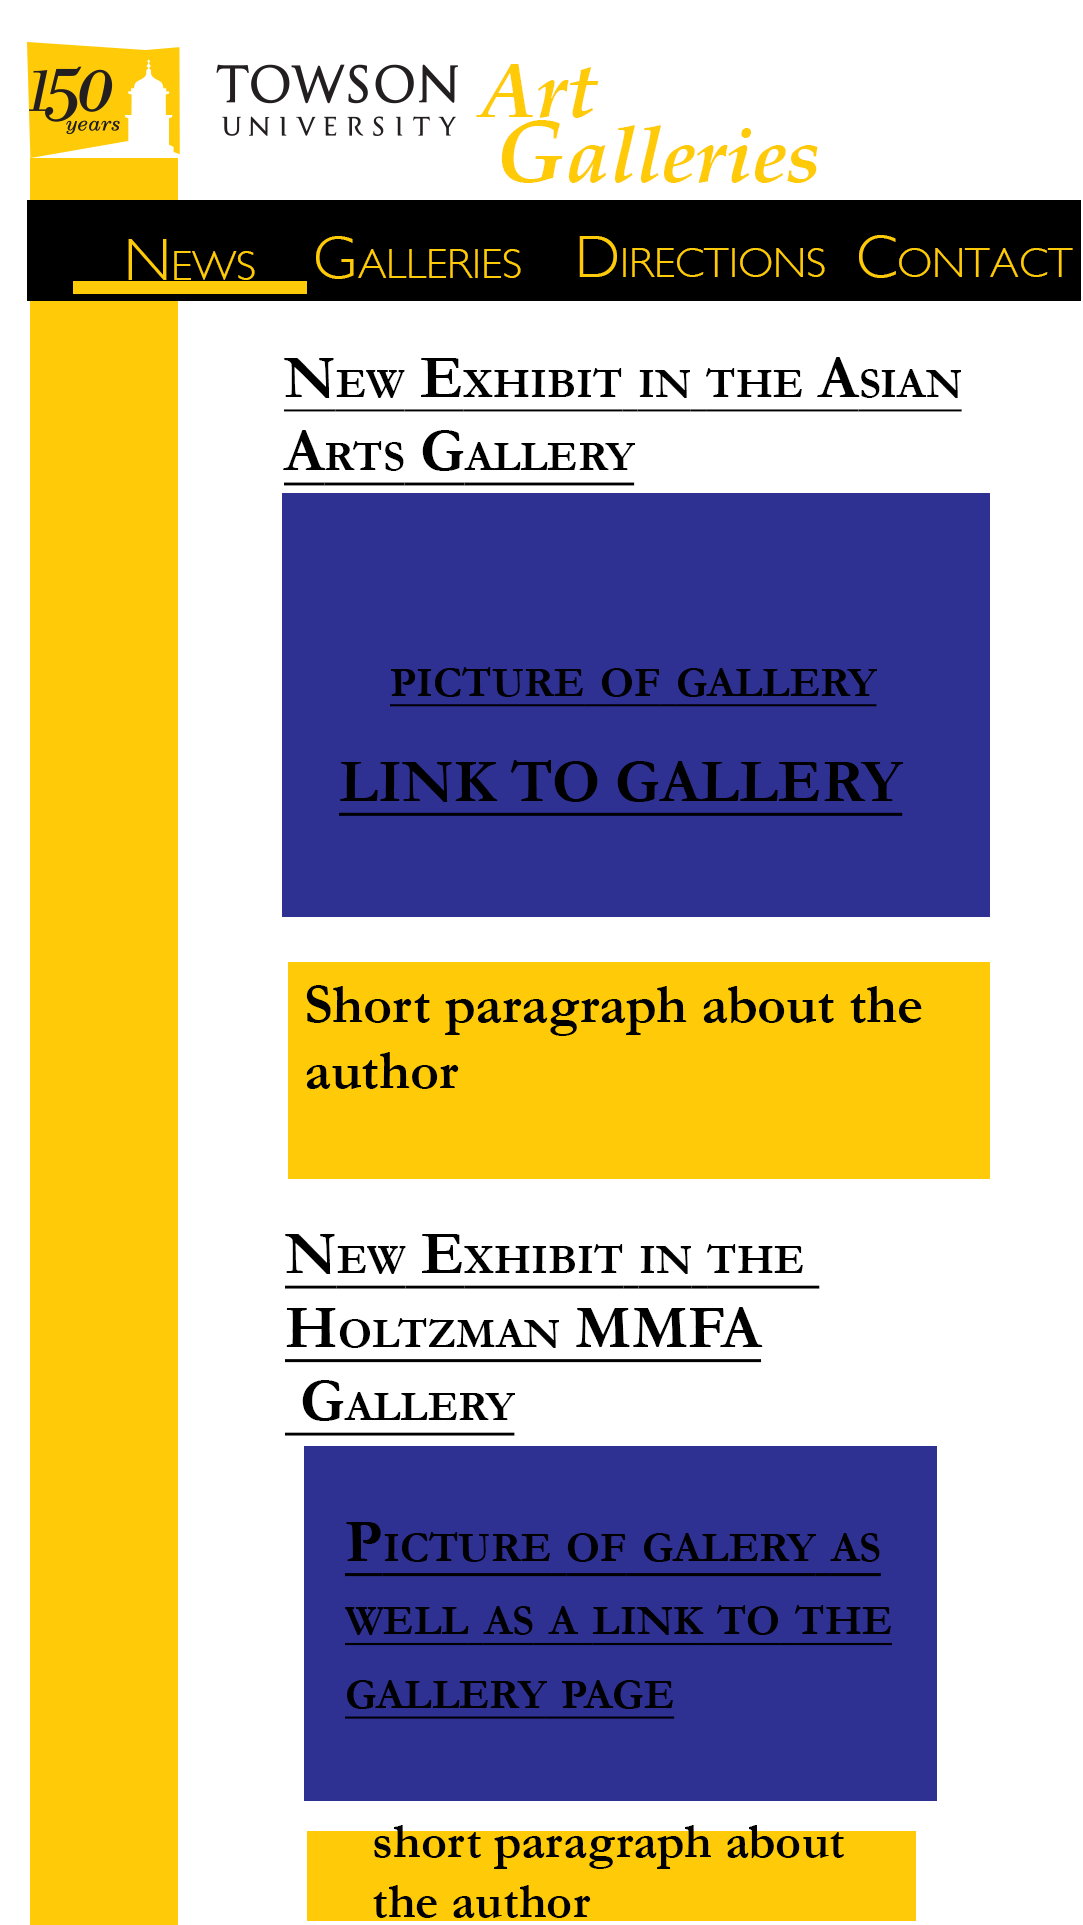 150
years
TOWSON
UNIVERSITY
Art
Galleries
News Galleries Directions Contact
New Exhibit in the Asian
Arts Gallery
picture of gallery
LINK TO GALLERY
Short paragraph about the
author
New Exhibit in the
Holtzman MMFA
Gallery
Picture of galery as
well as a link to the
gallery page
short paragraph about
the author